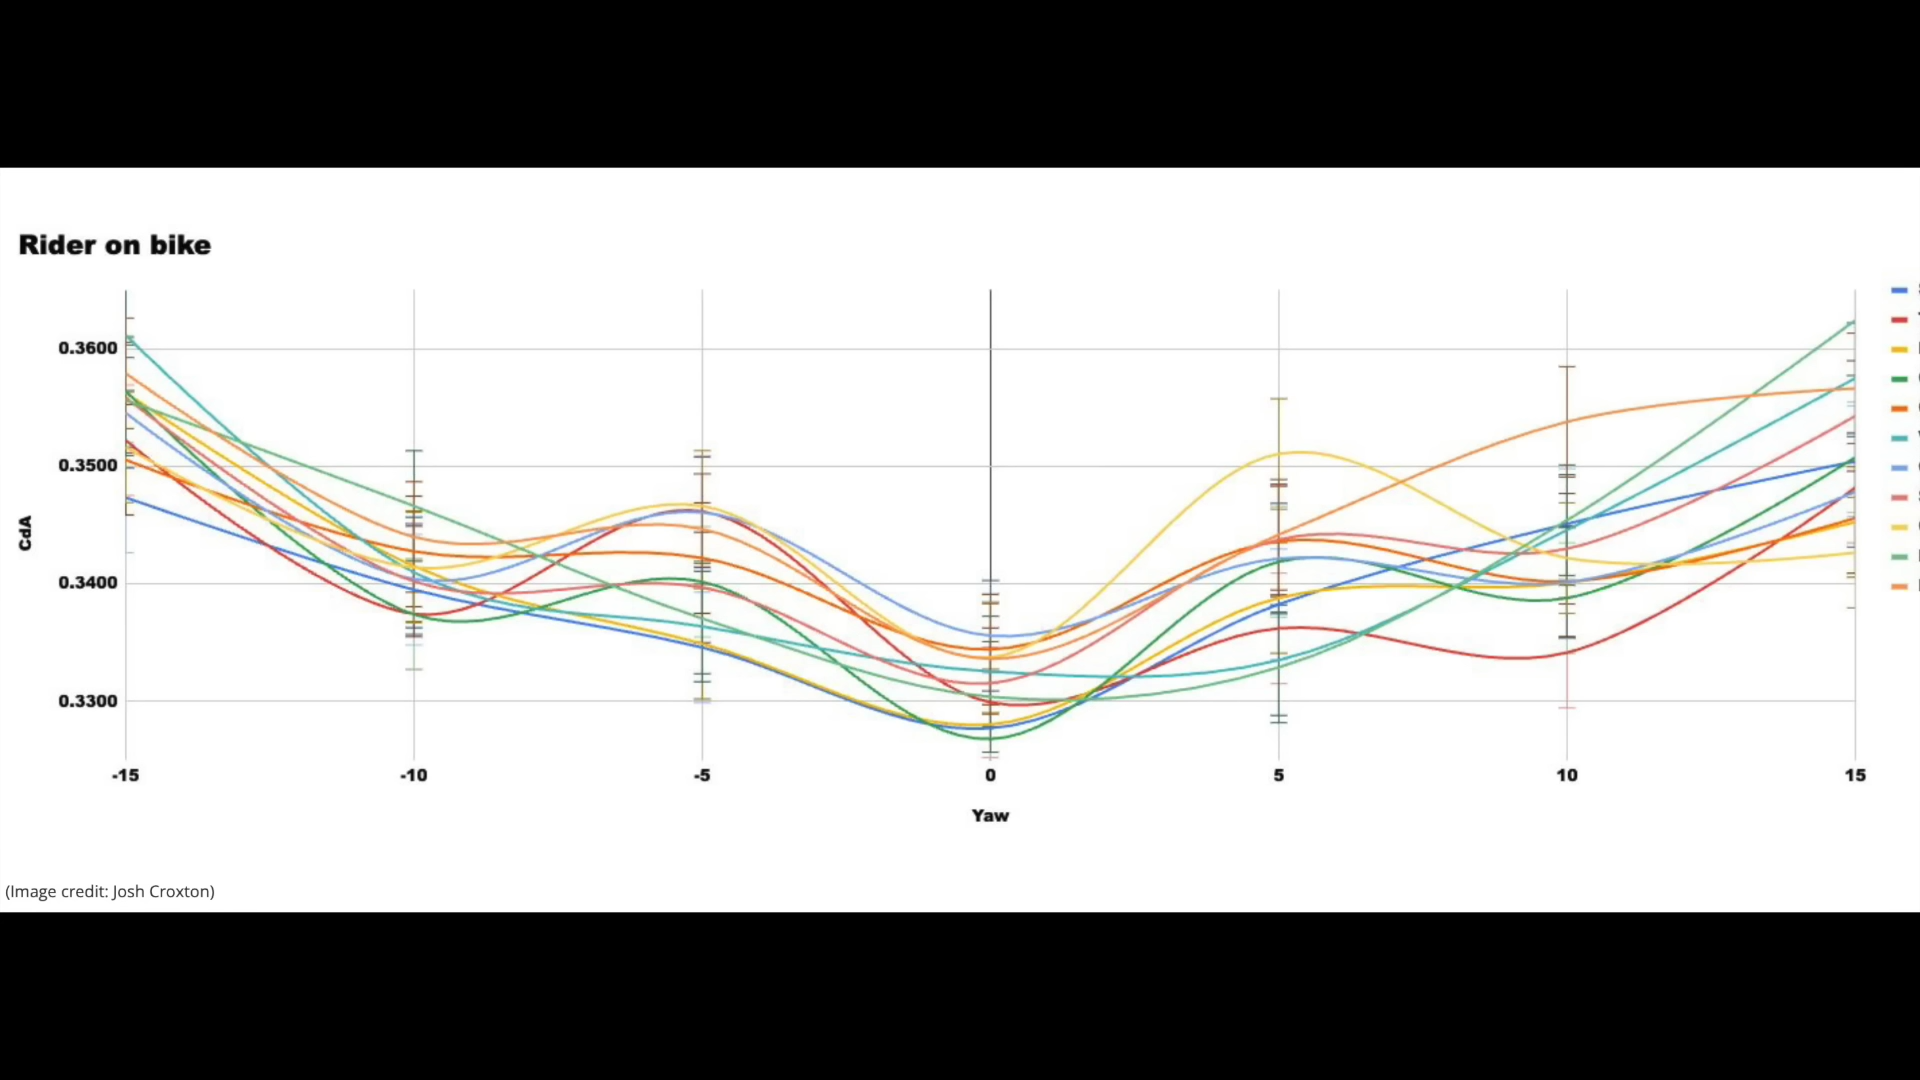 Rider on bike
CdA
0.3600
0.3500
0.3400
0.3300
-15 -10 -5 0 5 10 15
Yaw
(Image credit: Josh Croxton)